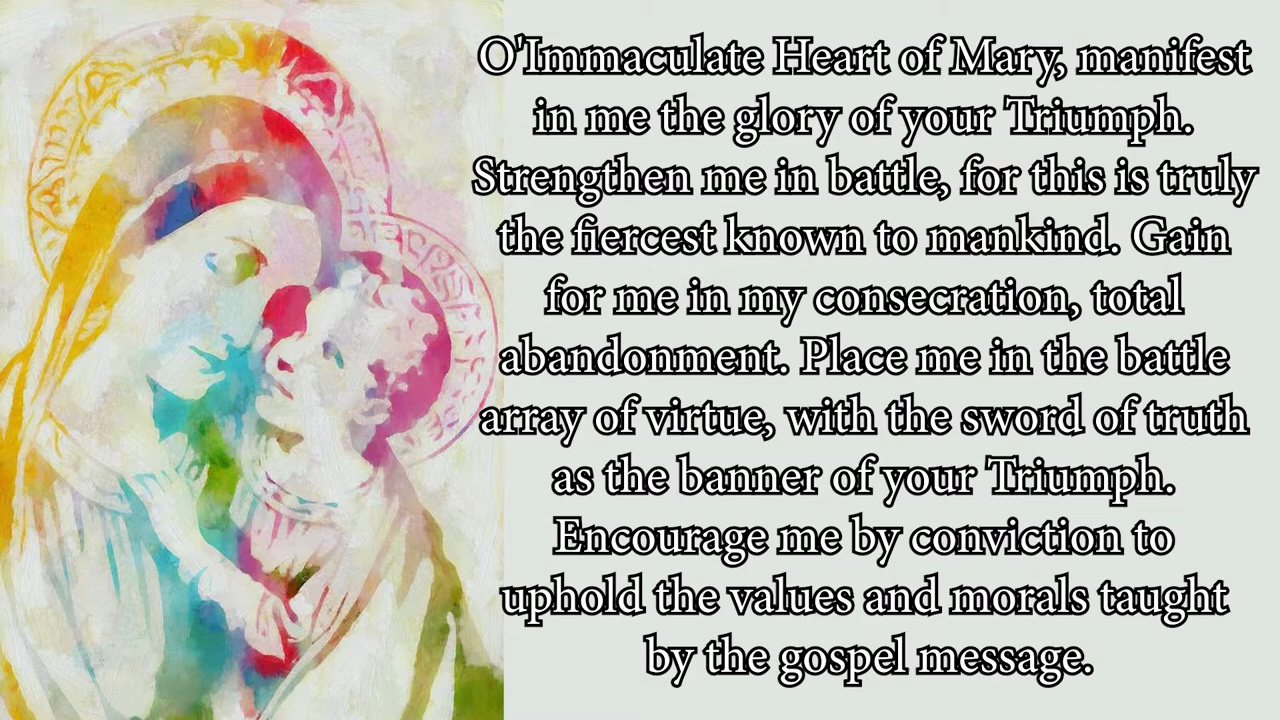 O'Immaculate Heart of Mary, manifest
in me the glory of your Triumph.
Strengthen me in battle, for this is truly
the fiercest known to mankind. Gain
for me in my consecration, total
abandonment. Place me in the battle
array of virtue, with the sword of truth
as the banner of your Triumph.
Encourage me by conviction to
uphold the values and morals taught
by the gospel message.